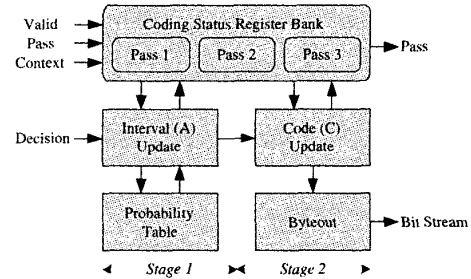 Valid
Pass
Context
Coding Status Register Bank
Pass 1
Pass 2
Pass 3
Pass
Decision
Interval (A)
Update
Code (C)
Update
Probability
Table
Byteout
Bit Stream
Stage 1
Stage 2